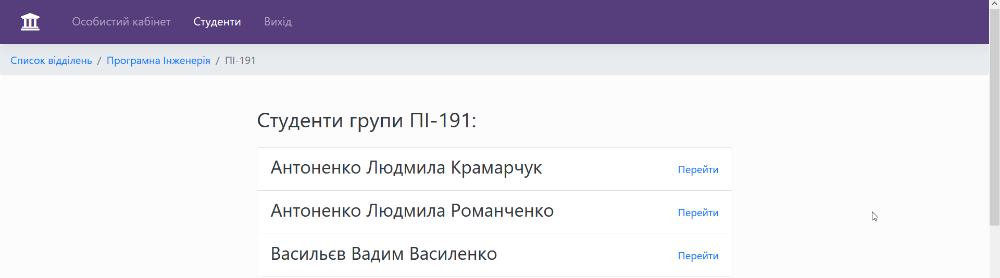 Особистий кабінет Студенти Вихід
Список відділень / Програмна Інженерія / ПІ-191
Студенти групи ПІ-191:
Антоненко Людмила Крамарчук Перейти
Антоненко Людмила Романченко Перейти
Васильєв Вадим Василенко Перейти